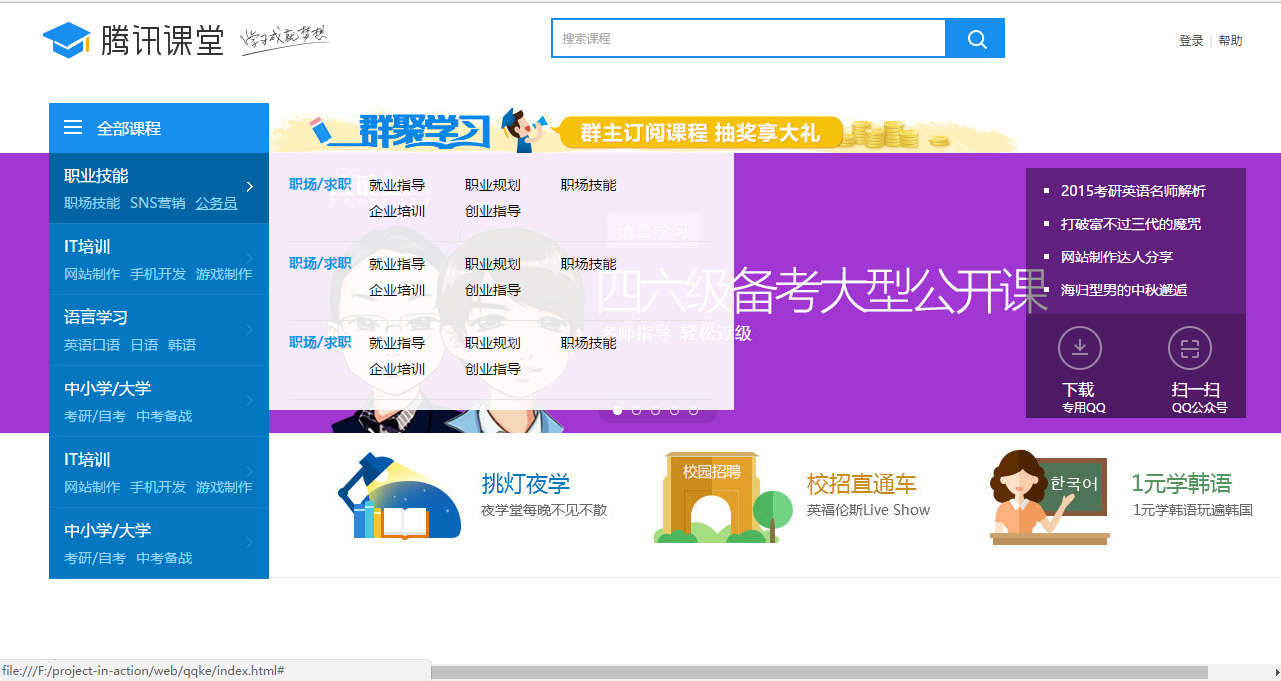 腾讯课堂 学习成就梦想
搜索课程
登录 | 帮助
全部课程
群聚学习 群主订阅课程 抽奖享大礼
职业技能
职场技能 SNS营销 公务员
IT培训
网站制作 手机开发 游戏制作
语言学习
英语口语 日语 韩语
中小学/大学
考研/自考 中考备战
IT培训
网站制作 手机开发 游戏制作
中小学/大学
考研/自考 中考备战
职场/求职 就业指导 职业规划 职场技能
企业培训 创业指导
职场/求职 就业指导 职业规划 职场技能
企业培训 创业指导
职场/求职 就业指导 职业规划 职场技能
企业培训 创业指导
语言学习
四六级备考大型公开课
名师指导 轻松过级
2015考研英语名师解析
打破富不过三代的魔咒
网站制作达人分享
海归型男的中秋邂逅
下载
专用QQ
扫一扫
QQ公众号
挑灯夜学
夜学堂每晚不见不散
校园招聘
校招直通车
英福伦斯Live Show
한국어
1元学韩语
1元学韩语玩遍韩国
file:///F:/project-in-action/web/qqke/index.html#